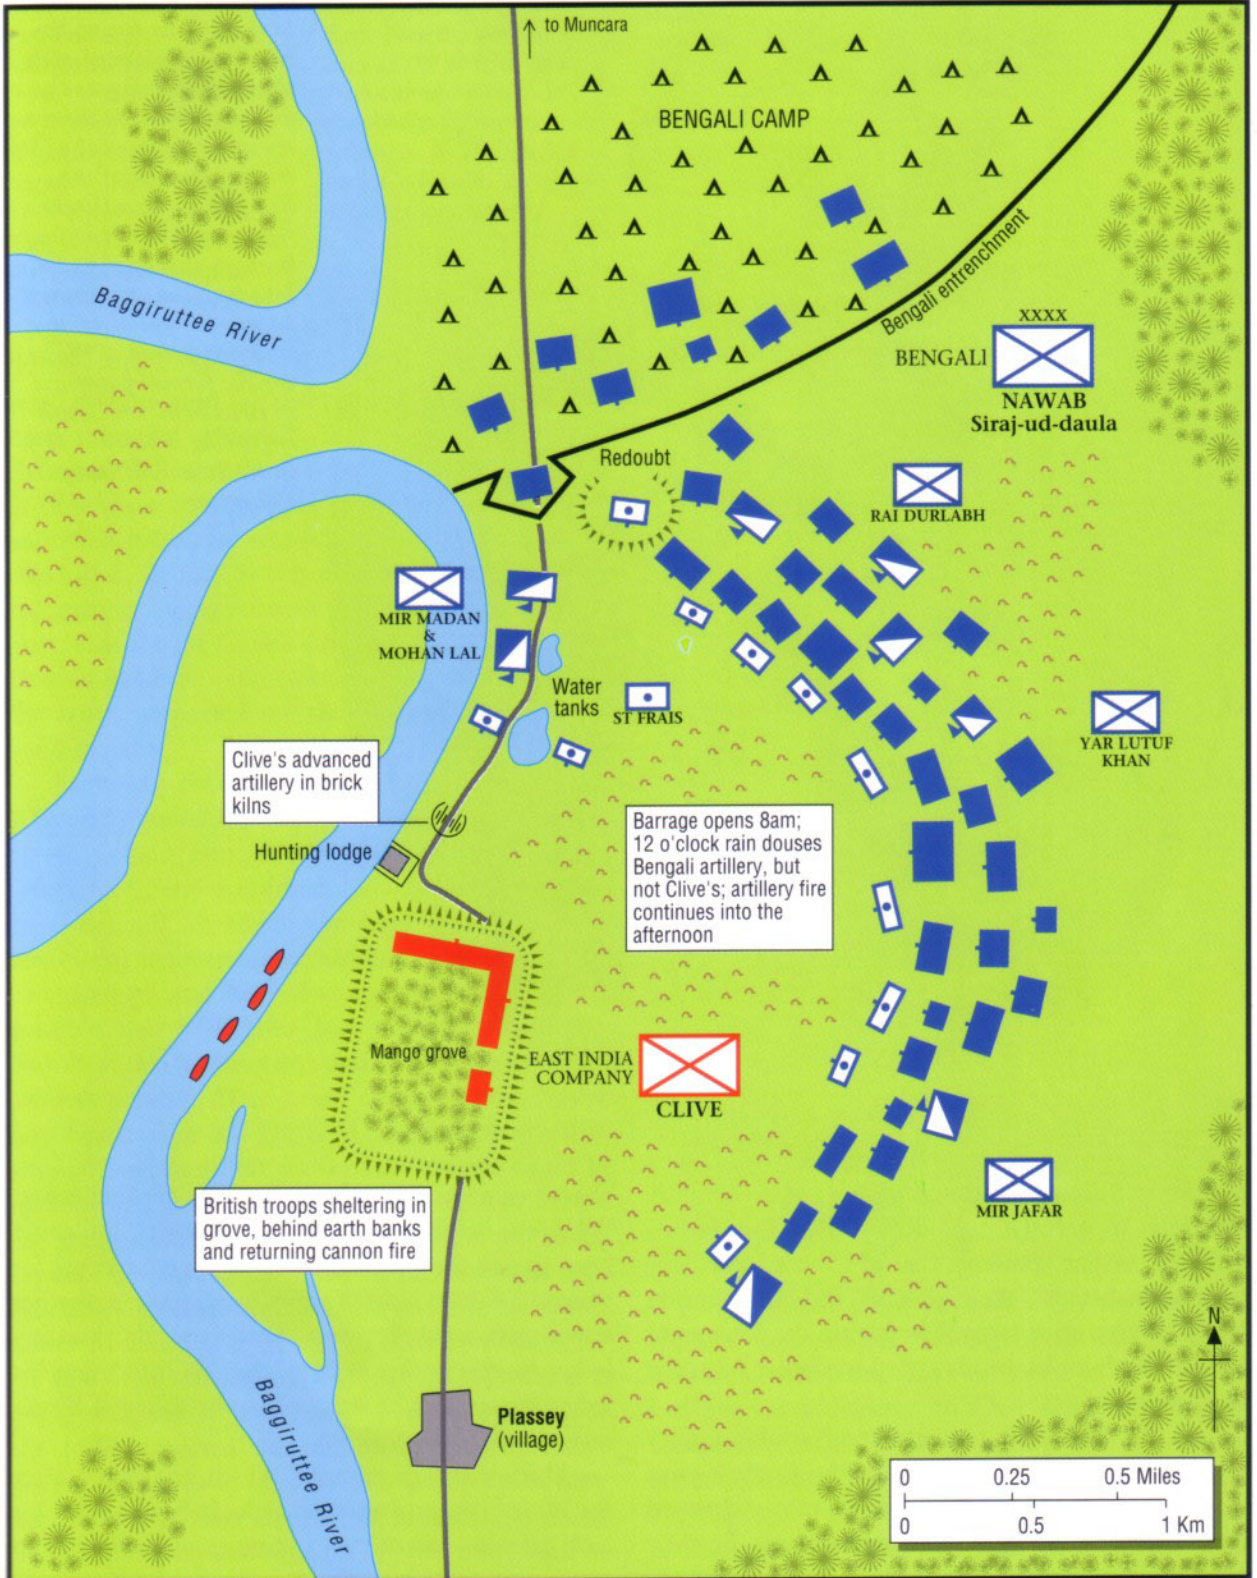 to Muncara
BENGALI CAMP
Baggiruttee River
Bengali entrenchment
XXXX
BENGALI
NAWAB
Siraj-ud-daula
Redoubt
RAI DURLABH
MIR MADAN
&
MOHAN LAL
Water
tanks
ST FRAIS
YAR LUTUF
KHAN
Clive's advanced
artillery in brick
kilns
Hunting lodge
Barrage opens 8am;
12 o'clock rain douses
Bengali artillery, but
not Clive's; artillery fire
continues into the
afternoon
Mango grove
EAST INDIA
COMPANY
CLIVE
MIR JAFAR
British troops sheltering in
grove, behind earth banks
and returning cannon fire
N
Baggiruttee River
Plassey
(village)
0 0.25 0.5 Miles
0 0.5 1 Km